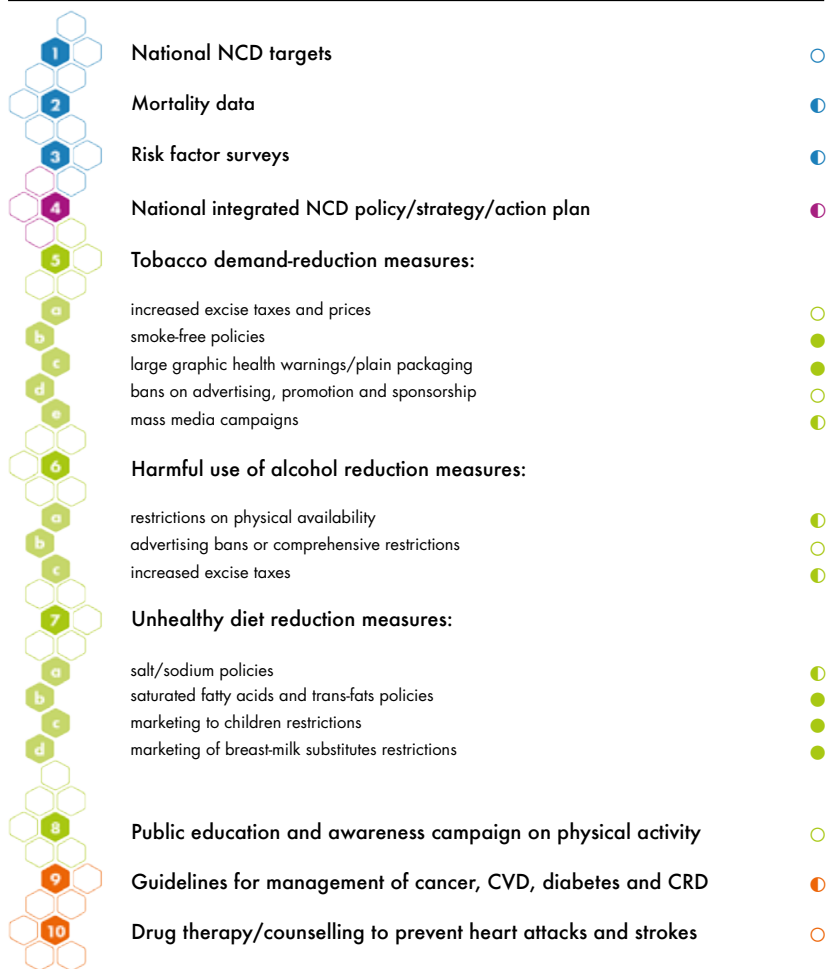 1 National NCD targets
2 Mortality data
3 Risk factor surveys
4 National integrated NCD policy/strategy/action plan
5 Tobacco demand-reduction measures:
a increased excise taxes and prices
b smoke-free policies
c large graphic health warnings/plain packaging
d bans on advertising, promotion and sponsorship
e mass media campaigns
6 Harmful use of alcohol reduction measures:
a restrictions on physical availability
b advertising bans or comprehensive restrictions
c increased excise taxes
7 Unhealthy diet reduction measures:
a salt/sodium policies
b saturated fatty acids and trans-fats policies
c marketing to children restrictions
d marketing of breast-milk substitutes restrictions
8 Public education and awareness campaign on physical activity
9 Guidelines for management of cancer, CVD, diabetes and CRD
10 Drug therapy/counselling to prevent heart attacks and strokes